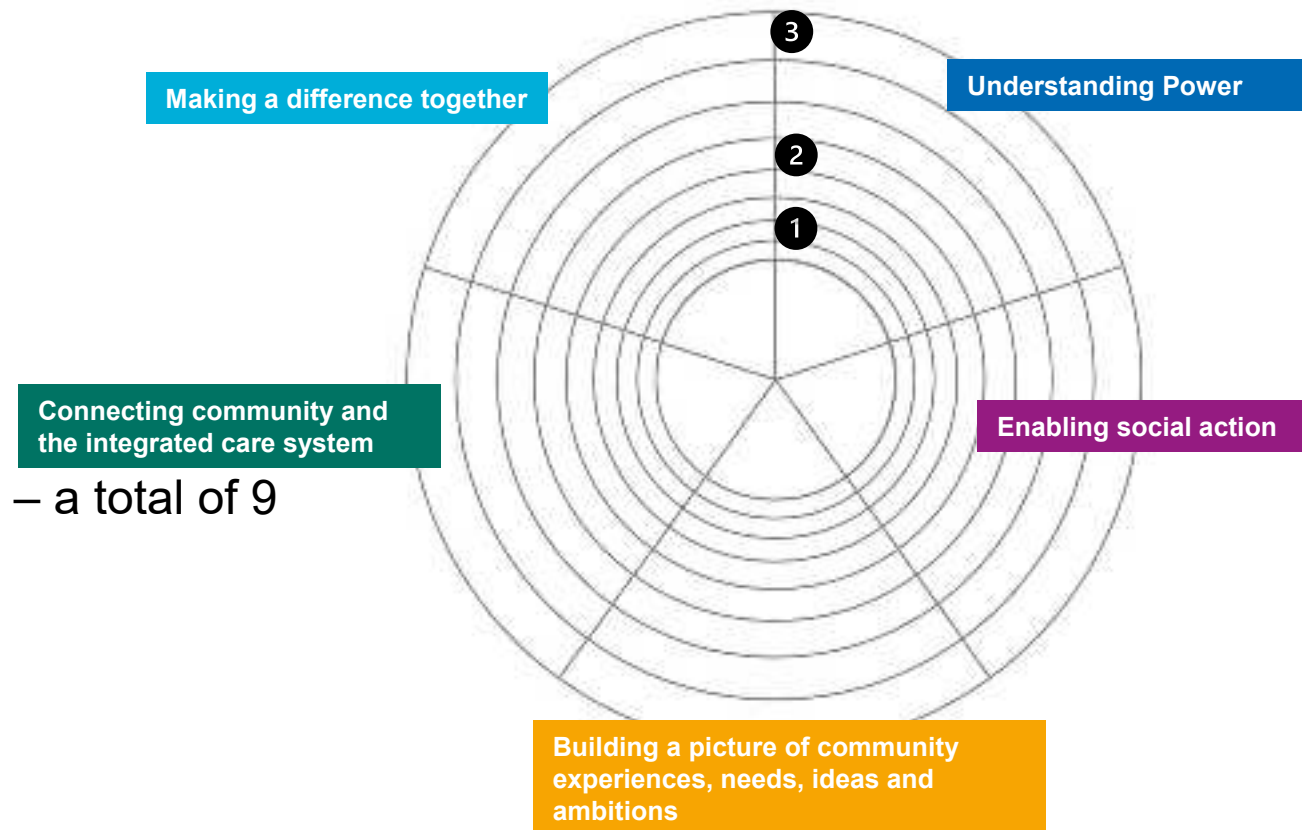 3
Making a difference together
Understanding Power
2
1
Connecting community and
the integrated care system
Enabling social action
– a total of 9
Building a picture of community
experiences, needs, ideas and
ambitions